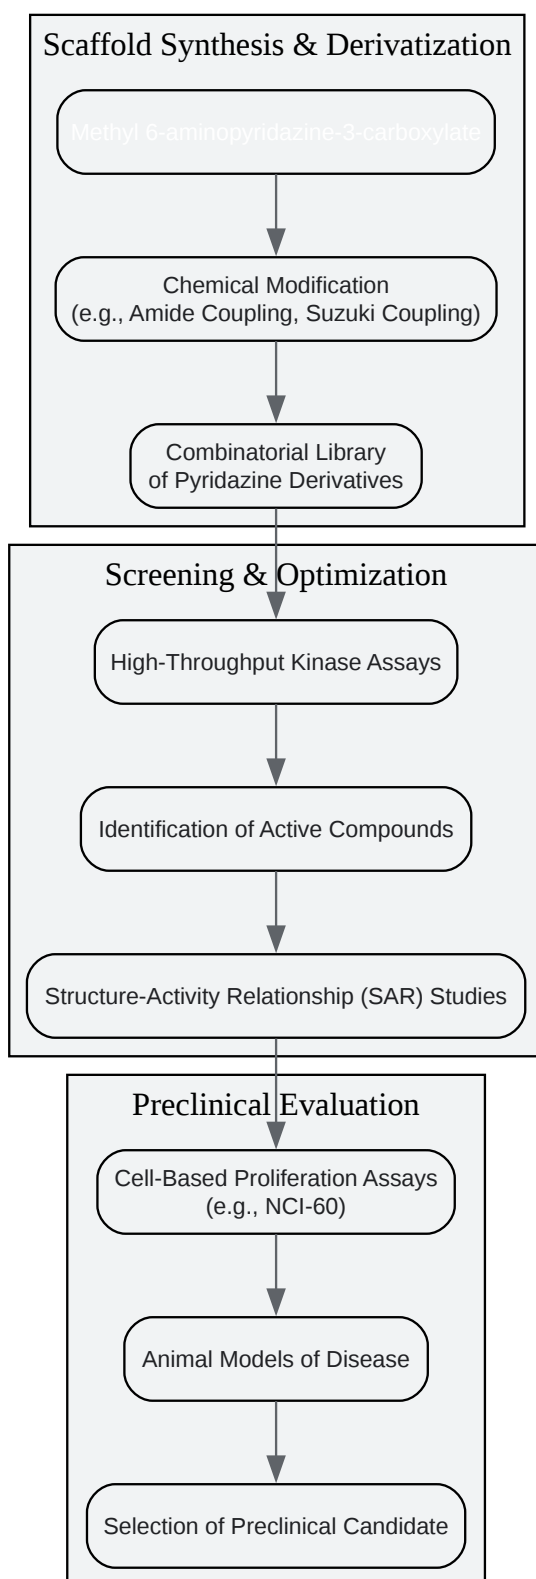 Scaffold Synthesis & Derivatization
Methyl 6-aminopyridazine-3-carboxylate
Chemical Modification
(e.g., Amide Coupling, Suzuki Coupling)
Combinatorial Library
of Pyridazine Derivatives
Screening & Optimization
High-Throughput Kinase Assays
Identification of Active Compounds
Structure-Activity Relationship (SAR) Studies
Preclinical Evaluation
Cell-Based Proliferation Assays
(e.g., NCI-60)
Animal Models of Disease
Selection of Preclinical Candidate